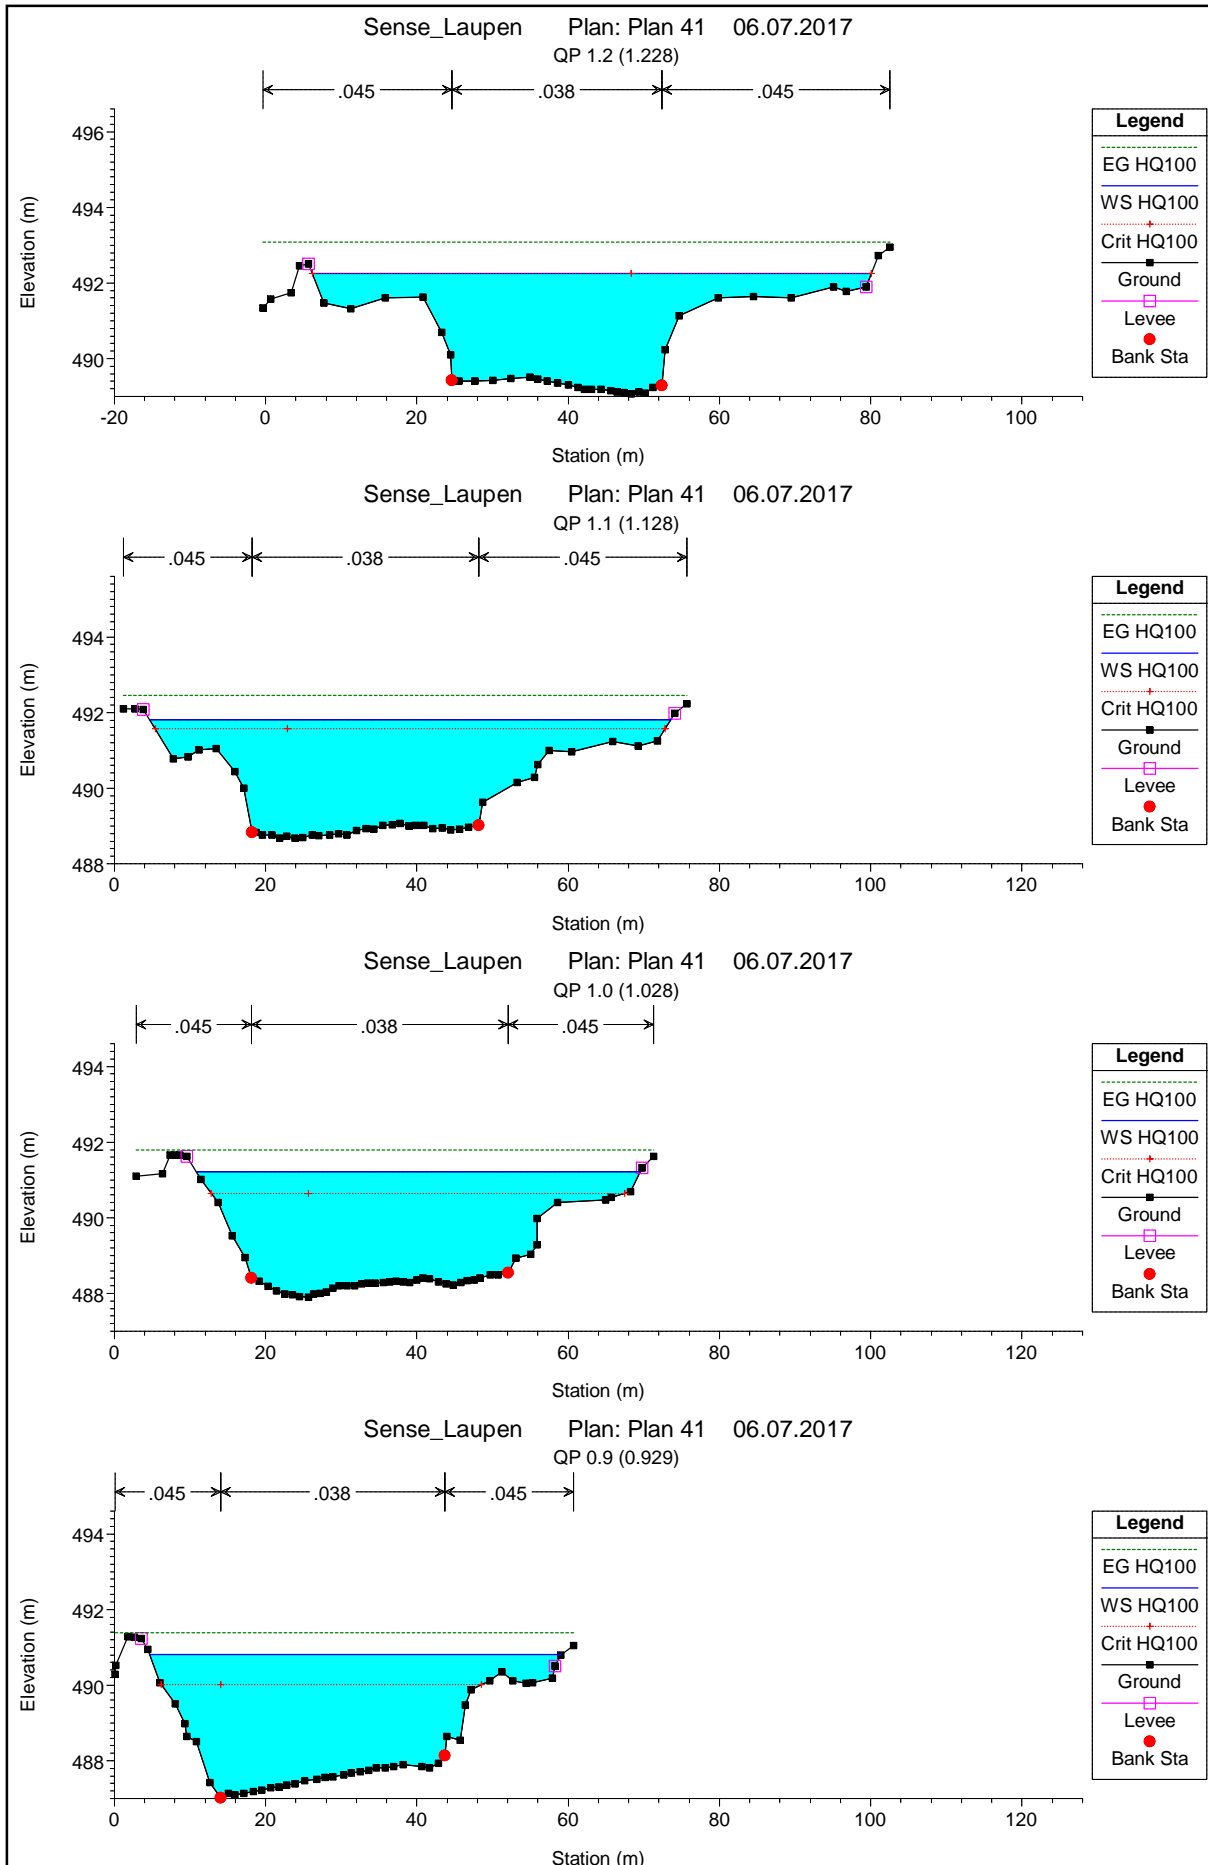 Sense_Laupen Plan: Plan 41 06.07.2017
QP 1.2 (1.228)
.045 .038 .045
496
494
492
490
Elevation (m)
-20 0 20 40 60 80 100
Station (m)
Legend
EG HQ100
WS HQ100
Crit HQ100
Ground
Levee
Bank Sta
Sense_Laupen Plan: Plan 41 06.07.2017
QP 1.1 (1.128)
.045 .038 .045
494
492
490
488
Elevation (m)
0 20 40 60 80 100 120
Station (m)
Legend
EG HQ100
WS HQ100
Crit HQ100
Ground
Levee
Bank Sta
Sense_Laupen Plan: Plan 41 06.07.2017
QP 1.0 (1.028)
.045 .038 .045
494
492
490
488
Elevation (m)
0 20 40 60 80 100 120
Station (m)
Legend
EG HQ100
WS HQ100
Crit HQ100
Ground
Levee
Bank Sta
Sense_Laupen Plan: Plan 41 06.07.2017
QP 0.9 (0.929)
.045 .038 .045
494
492
490
488
Elevation (m)
0 20 40 60 80 100 120
Station (m)
Legend
EG HQ100
WS HQ100
Crit HQ100
Ground
Levee
Bank Sta